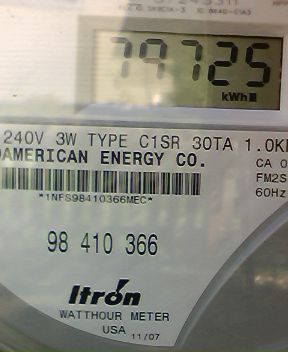 79725
kWh
240V 3W TYPE C1SR 30TA 1.0K
AMERICAN ENERGY CO.
CA 0
FM2S
60Hz
*1NFS98410366MEC*
98 410 366
Itron
WATTHOUR METER
USA 11/07